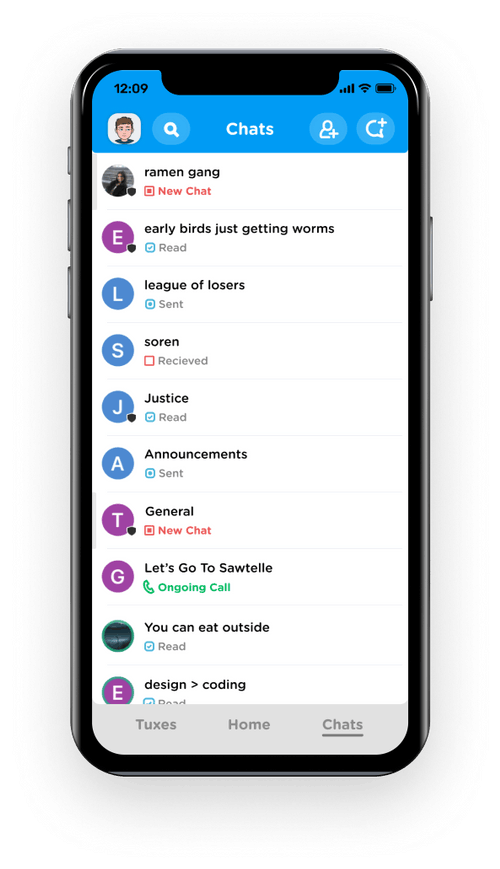 12:09
Chats
ramen gang
New Chat
E
early birds just getting worms
Read
L
league of losers
Sent
S
soren
Recieved
J
Justice
Read
A
Announcements
Sent
T
General
New Chat
G
Let's Go To Sawtelle
Ongoing Call
You can eat outside
Read
E
design > coding
Read
Tuxes
Home
Chats